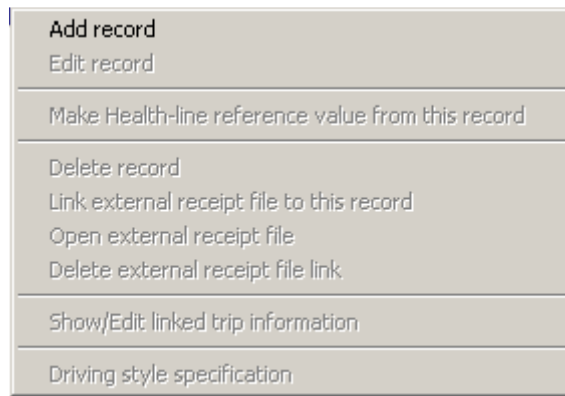 Add record
Edit record
Make Health-line reference value from this record
Delete record
Link external receipt file to this record
Open external receipt file
Delete external receipt file link
Show/Edit linked trip information
Driving style specification